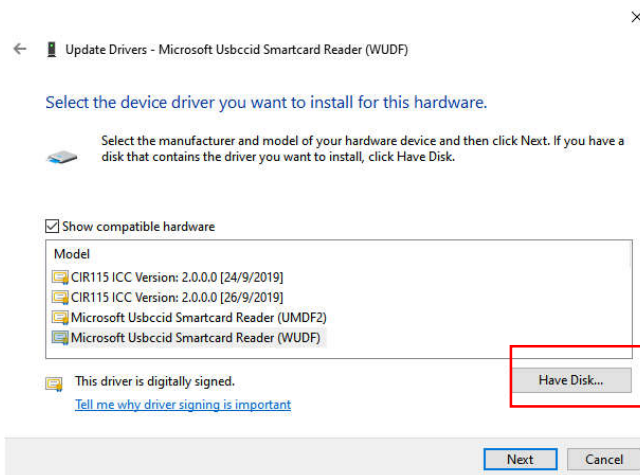 Update Drivers - Microsoft Usbccid Smartcard Reader (WUDF)
Select the device driver you want to install for this hardware.
Select the manufacturer and model of your hardware device and then click Next. If you have a
disk that contains the driver you want to install, click Have Disk.
Show compatible hardware
Model
CIR115 ICC Version: 2.0.0.0 [24/9/2019]
CIR115 ICC Version: 2.0.0.0 [26/9/2019]
Microsoft Usbccid Smartcard Reader (UMDF2)
Microsoft Usbccid Smartcard Reader (WUDF)
This driver is digitally signed.
Have Disk...
Tell me why driver signing is important
Next
Cancel